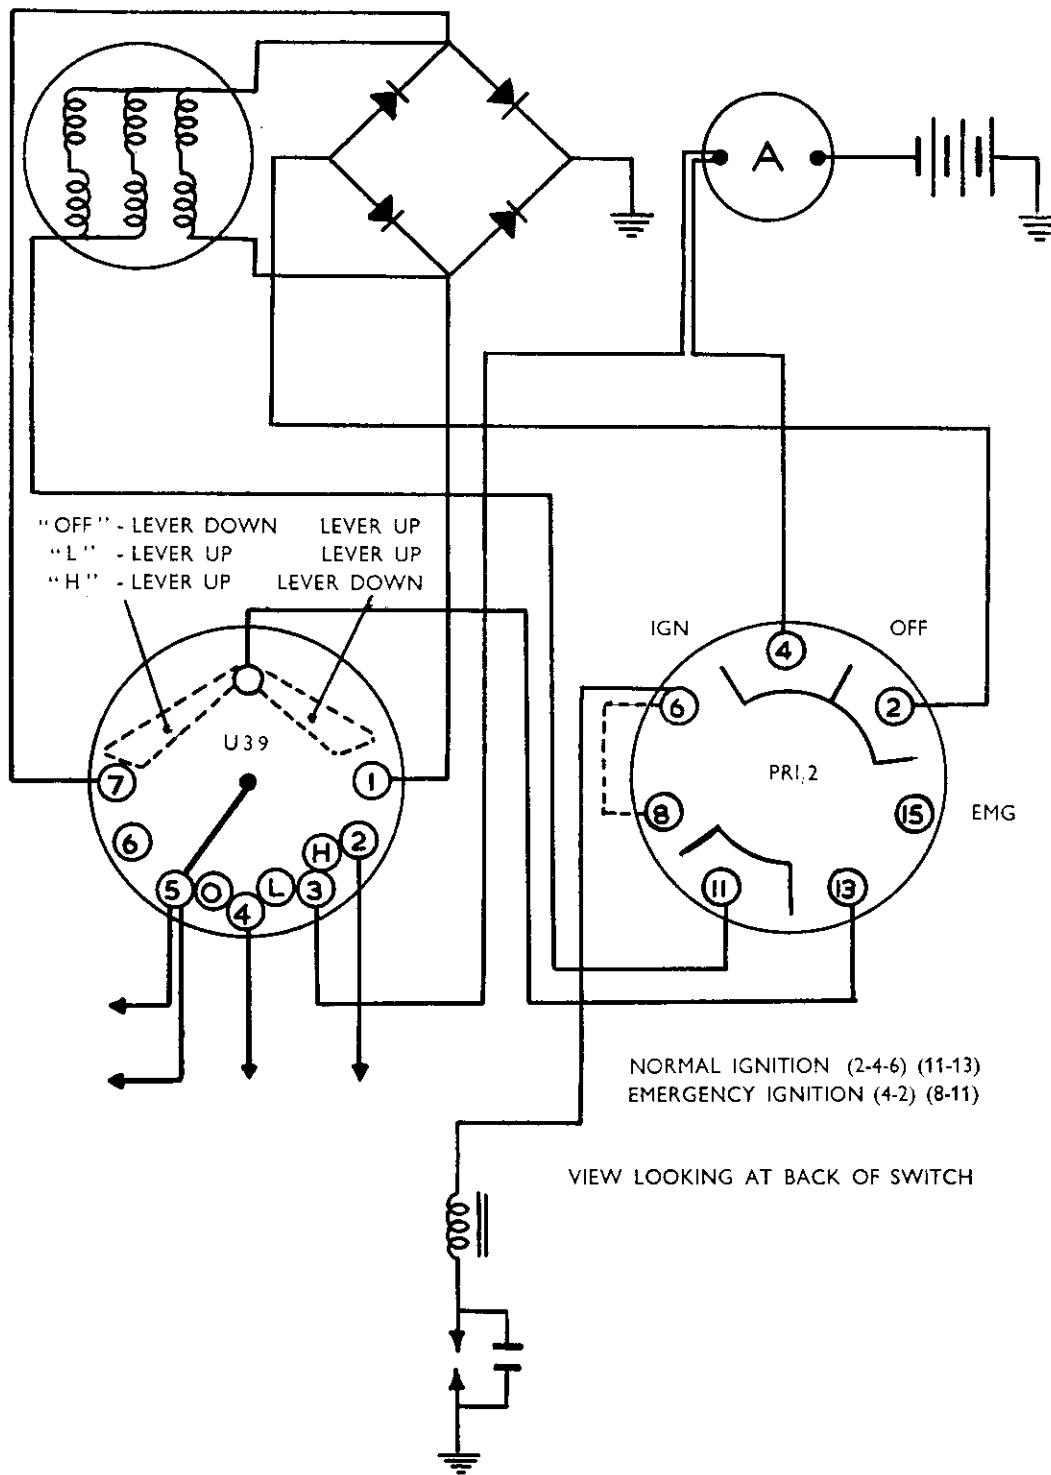 A
"OFF" - LEVER DOWN LEVER UP
"L" - LEVER UP LEVER UP
"H" - LEVER UP LEVER DOWN
IGN
OFF
4
6
2
U39
PRI,2
7
1
8
15
EMG
6
2
H
5
O
L
3
4
11
13
NORMAL IGNITION (2-4-6) (11-13)
EMERGENCY IGNITION (4-2) (8-11)
VIEW LOOKING AT BACK OF SWITCH